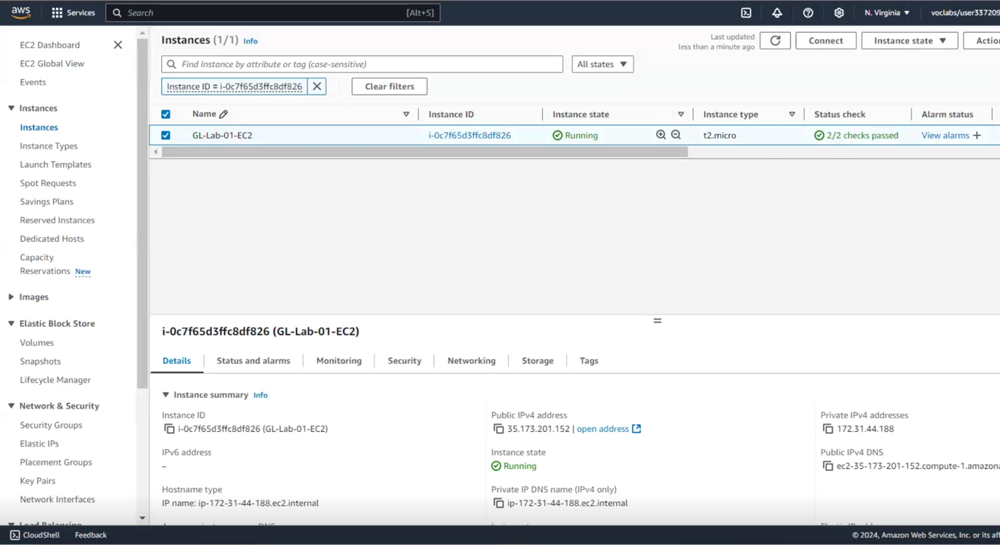 aws Services Search [Alt+S] N. Virginia voclabs/user337209
EC2 Dashboard
EC2 Global View
Events
Instances
Instances
Instance Types
Launch Templates
Spot Requests
Savings Plans
Reserved Instances
Dedicated Hosts
Capacity
Reservations New
Images
Elastic Block Store
Volumes
Snapshots
Lifecycle Manager
Network & Security
Security Groups
Elastic IPs
Placement Groups
Key Pairs
Network Interfaces
Load Balancing
Instances (1/1) Info
Last updated
less than a minute ago
Connect Instance state Actio
Find Instance by attribute or tag (case-sensitive) All states
Instance ID = i-0c7f65d3ffc8df826 Clear filters
Name Instance ID Instance state Instance type Status check Alarm status
GL-Lab-01-EC2 i-0c7f65d3ffc8df826 Running t2.micro 2/2 checks passed View alarms +
i-0c7f65d3ffc8df826 (GL-Lab-01-EC2)
Details Status and alarms Monitoring Security Networking Storage Tags
Instance summary Info
Instance ID
i-0c7f65d3ffc8df826 (GL-Lab-01-EC2)
IPv6 address
–
Hostname type
IP name: ip-172-31-44-188.ec2.internal
Public IPv4 address
35.173.201.152 | open address
Instance state
Running
Private IP DNS name (IPv4 only)
ip-172-31-44-188.ec2.internal
Private IPv4 addresses
172.31.44.188
Public IPv4 DNS
ec2-35-173-201-152.compute-1.amazona
CloudShell Feedback © 2024, Amazon Web Services, Inc. or its aff